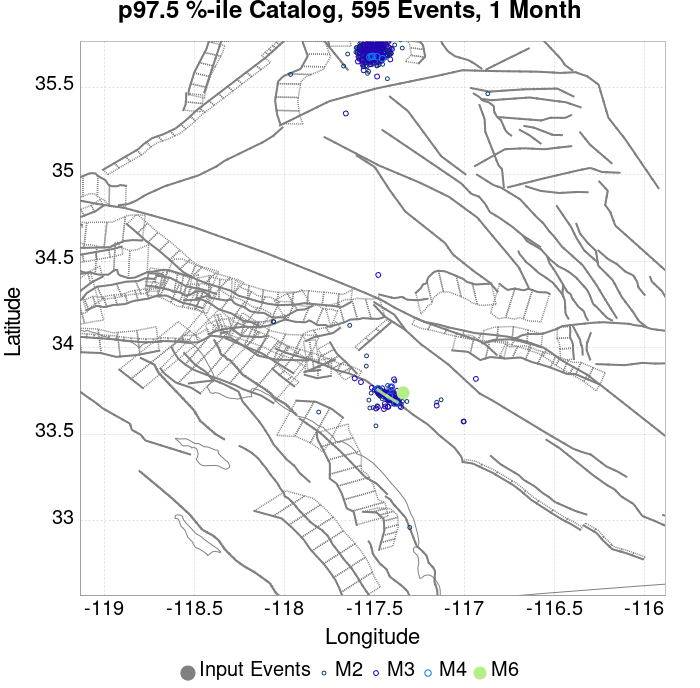 p97.5 %-ile Catalog, 595 Events, 1 Month
35.5
35
34.5
34
33.5
33
Latitude
-119 -118.5 -118 -117.5 -117 -116.5 -116
Longitude
Input Events M2 M3 M4 M6